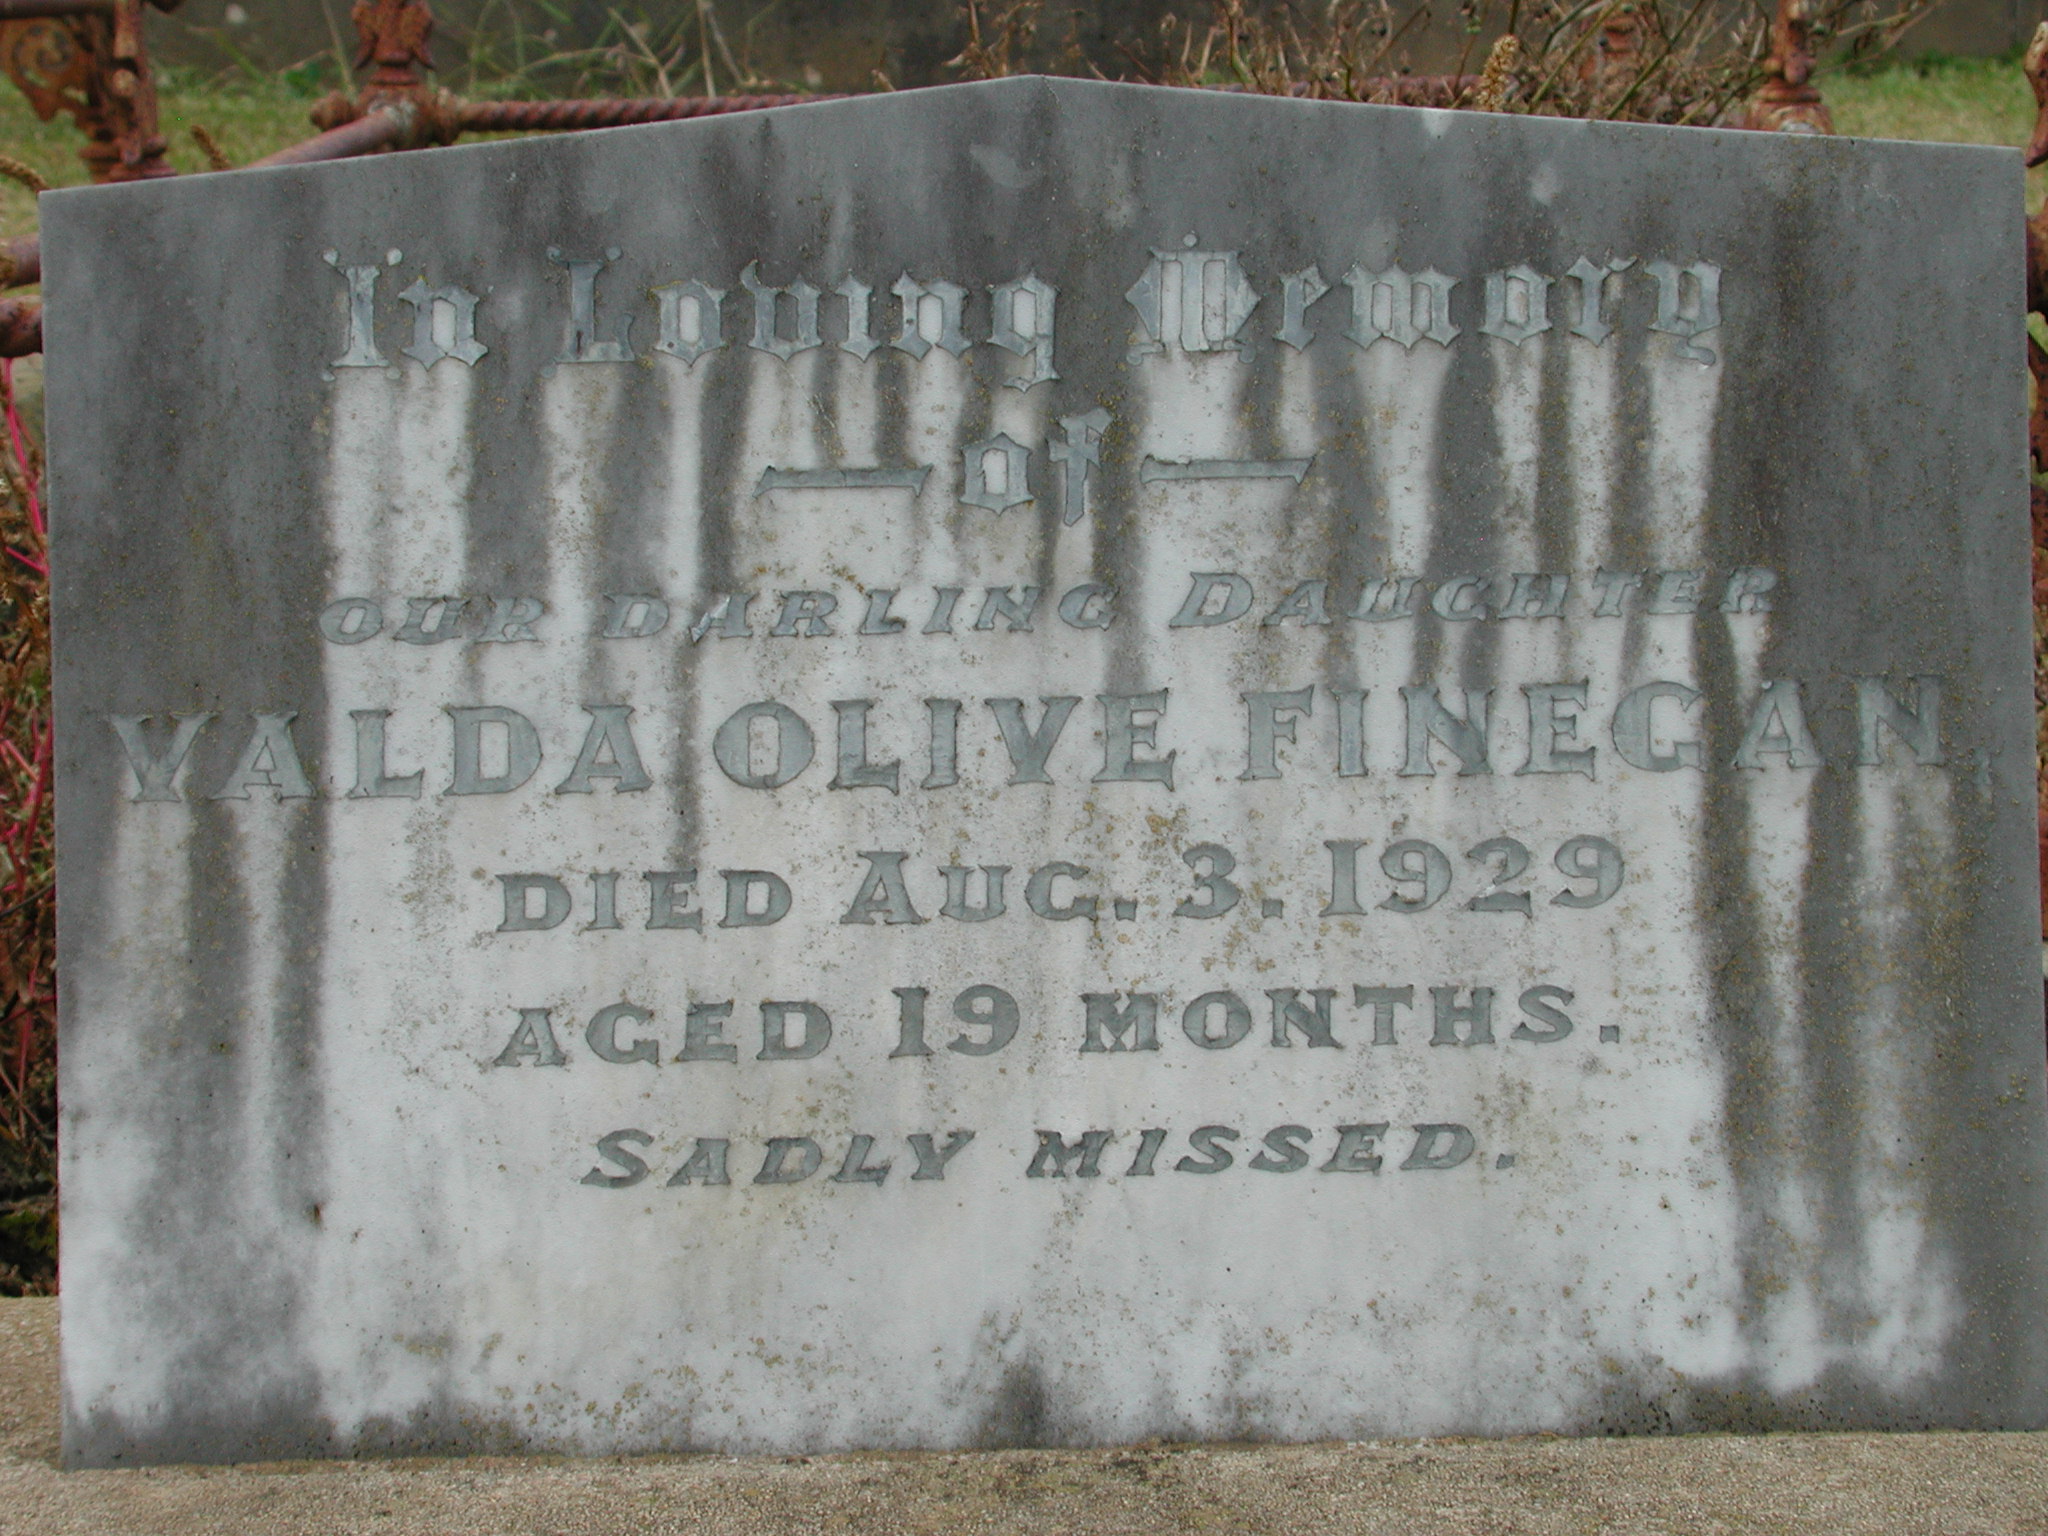 In Loving Memory
— of —
OUR DARLING DAUGHTER
VALDA OLIVE FINEGAN,
DIED AUG. 3. 1929
AGED 19 MONTHS.
SADLY MISSED.